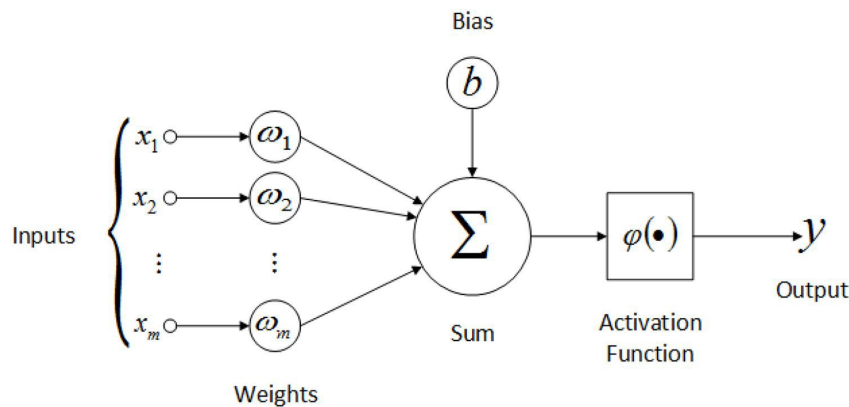 Bias
b
x₁ ω₁
x₂ ω₂
Inputs
⋮ ⋮
Σ
φ(•)
y
Output
xₘ ωₘ
Sum
Activation
Function
Weights